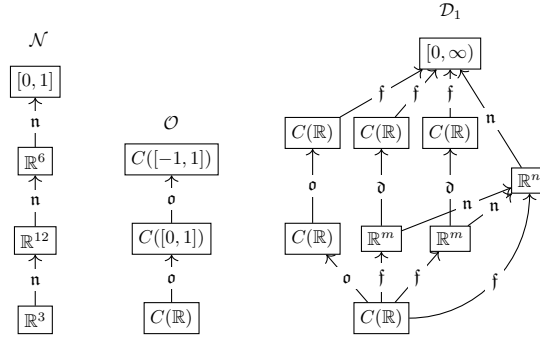 𝒟₁
𝒩
[0, ∞)
[0, 1]
𝔣 𝔣 𝔣 𝔫
𝒪
𝔫
C(ℝ) C(ℝ) C(ℝ)
C([−1, 1])
ℝ⁶
ℝⁿ
𝔬
𝔬 𝔡 𝔡
𝔫
𝔫 𝔫
ℝ¹² C([0, 1]) C(ℝ) ℝᵐ ℝᵐ
𝔫 𝔬 𝔬 𝔣 𝔣 𝔣
ℝ³ C(ℝ) C(ℝ)